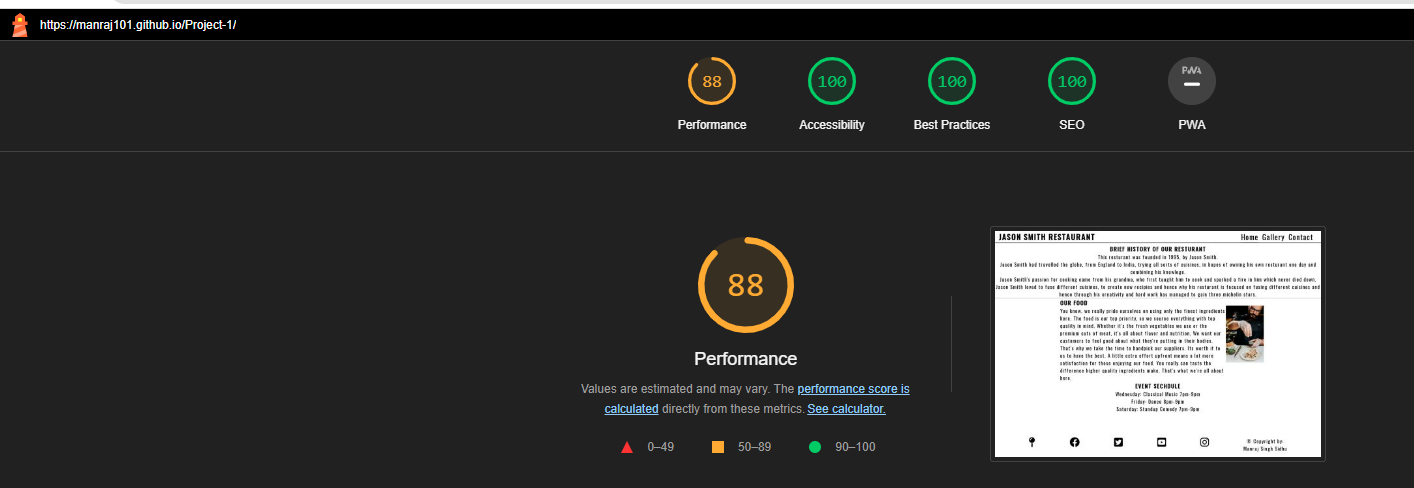 https://manraj101.github.io/Project-1/
88
100
100
100
PWA
Performance
Accessibility
Best Practices
SEO
PWA
88
Performance
Values are estimated and may vary. The performance score is
calculated directly from these metrics. See calculator.
0–49
50–89
90–100
JASON SMITH RESTAURANT
Home Gallery Contact
BRIEF HISTORY OF OUR RESTURANT
This resturant was founded in 1995, by Jason Smith.
Jason Smith had travelled the globe, from England to India, trying all sorts of cuisines, in hopes of owning his own resturant one day and
combining his knowlege.
Jason Smith's passion for cooking came from his grandma, who first taught him to cook and sparked a fire in him which never died down.
Jason Smith loved to fuse different cuisines, to create new recipies and hence why his restarant is focused on fusing different cuisines and
hence through his creativity and hard work has managed to gain three michelin stars.
OUR FOOD
You know, we really pride ourselves on using only the finest ingredients
here. The food is our top priority, so we source everything with top
quality in mind. Whether it's the fresh vegetables we use or the
premium cuts of meat, it's all about flavor and nutrition. We want our
customers to feel good about what they're putting in their bodies.
That's why we take the time to handpick our suppliers. Its worth it to
us to have the best. A little extra effort upfront means a lot more
satisfaction for those enjoying our food. You really can taste the
difference higher quality ingredients make. That's what we're all about
here.
EVENT SECHDULE
Wednesday: Classical Music 7pm-9pm
Friday: Dance 8pm-9pm
Saturday: Standup Comedy 7pm-9pm
© Copyright by:
Manraj Singh Sidhu